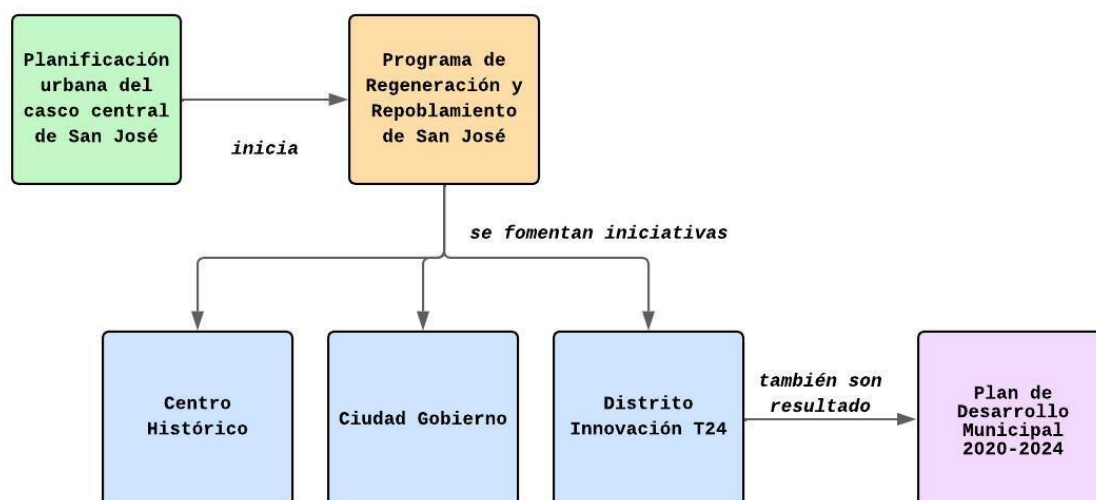 Planificación
urbana del
casco central
de San José
inicia
Programa de
Regeneración y
Repoblamiento
de San José
se fomentan iniciativas
Centro
Histórico
Ciudad Gobierno
Distrito
Innovación T24
también son
resultado
Plan de
Desarrollo
Municipal
2020-2024